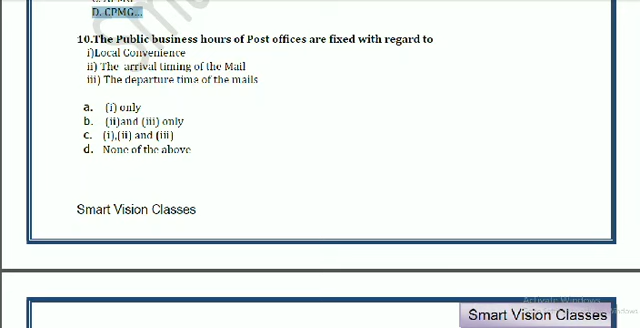 D. CPMG...
10.The Public business hours of Post offices are fixed with regard to
i)Local Convenience
ii) The arrival timing of the Mail
iii) The departure tima of the mails
a. (i) only
b. (ii)and (iii) only
c. (i),(ii) and (iii)
d. None of the above
Smart Vision Classes
Activate Windows
Smart Vision Classes